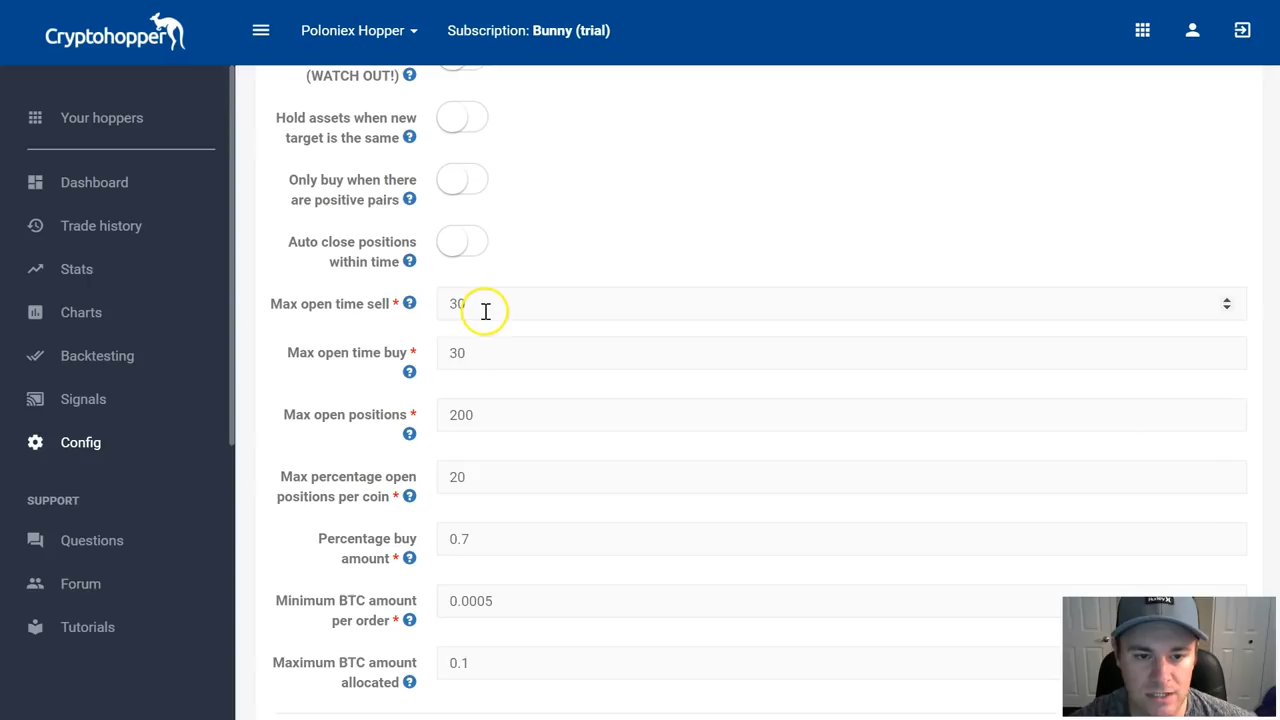 Cryptohopper
Poloniex Hopper
Subscription: Bunny (trial)
Your hoppers
Dashboard
Trade history
Stats
Charts
Backtesting
Signals
Config
SUPPORT
Questions
Forum
Tutorials
(WATCH OUT!)
Hold assets when new
target is the same
Only buy when there
are positive pairs
Auto close positions
within time
Max open time sell *
30
Max open time buy *
30
Max open positions *
200
Max percentage open
positions per coin *
20
Percentage buy
amount *
0.7
Minimum BTC amount
per order *
0.0005
Maximum BTC amount
allocated
0.1